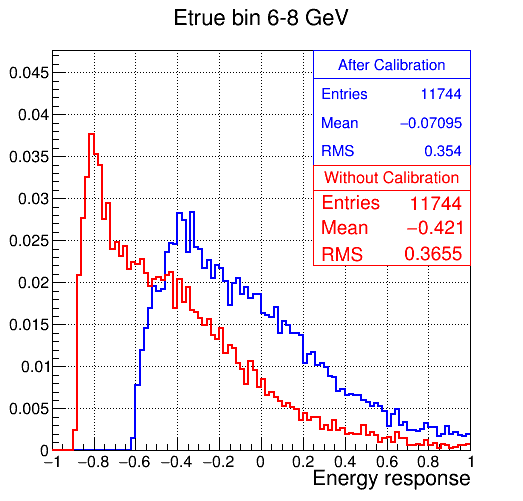 Etrue bin 6-8 GeV
After Calibration
Entries 11744
Mean −0.07095
RMS 0.354
Without Calibration
Entries 11744
Mean −0.421
RMS 0.3655
0.045
0.04
0.035
0.03
0.025
0.02
0.015
0.01
0.005
0
−1 −0.8 −0.6 −0.4 −0.2 0 0.2 0.4 0.6 0.8 1
Energy response